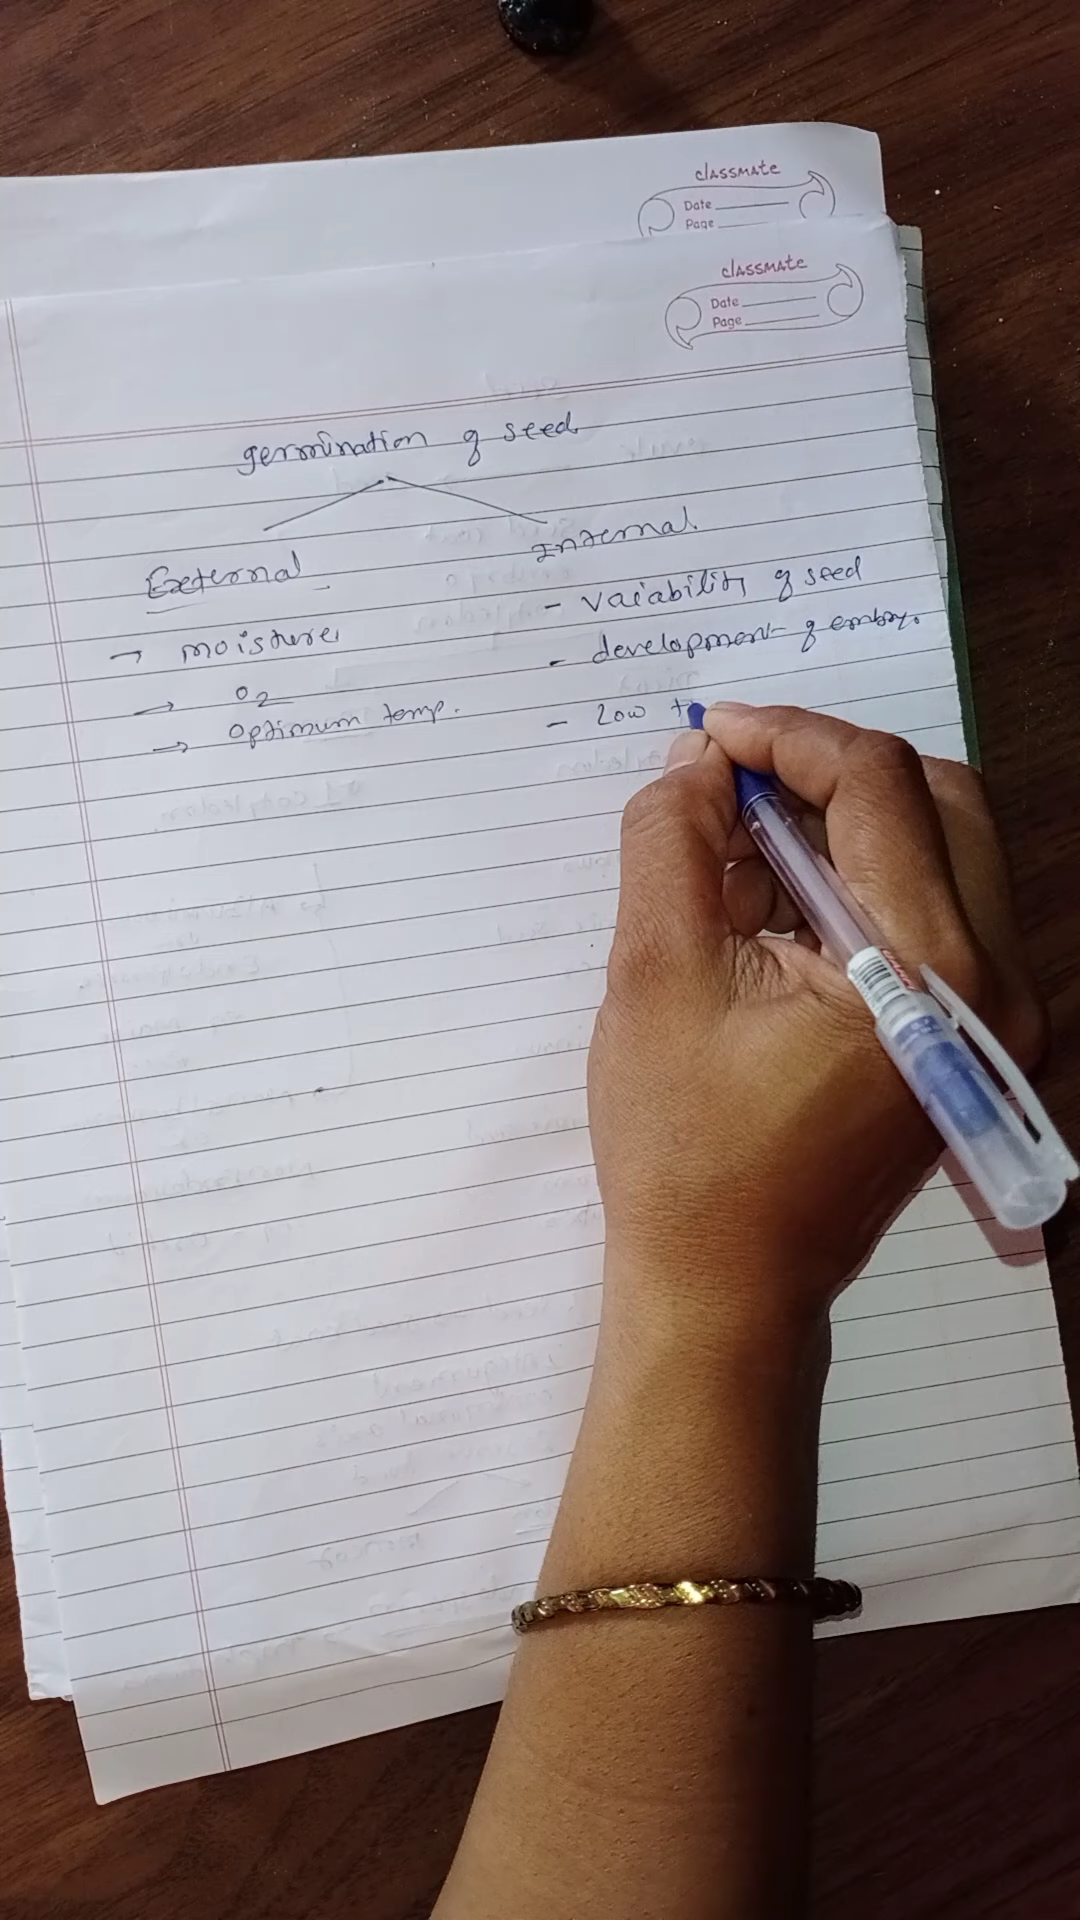 classmate
Date
Page
classmate
Date
Page
germination of seed
External
Internal
→ moisture
→ O2
→ optimum temp.
- vaiability of seed
- development of embryo
- Low